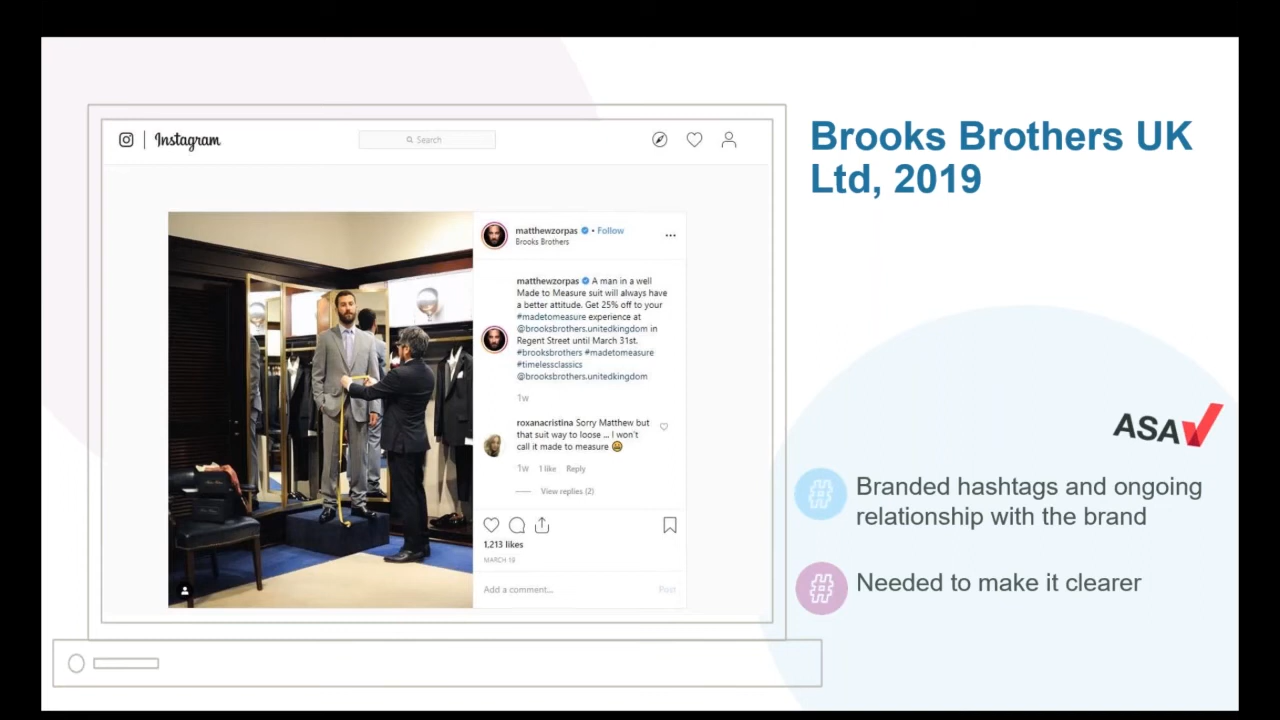 Instagram
Search
matthewzorpas • Follow
Brooks Brothers
matthewzorpas A man in a well
Made to Measure suit will always have
a better attitude. Get 25% off to your
#madetomeasure experience at
@brooksbrothers.unitedkingdom in
Regent Street until March 31st.
#brooksbrothers #madetomeasure
#timelessclassics
@brooksbrothers.unitedkingdom
1w
roxanacristina Sorry Matthew but
that suit way to loose ... I won't
call it made to measure
1w 1 like Reply
View replies (2)
1,213 likes
MARCH 19
Add a comment...
Post
Brooks Brothers UK
Ltd, 2019
ASA
Branded hashtags and ongoing
relationship with the brand
Needed to make it clearer